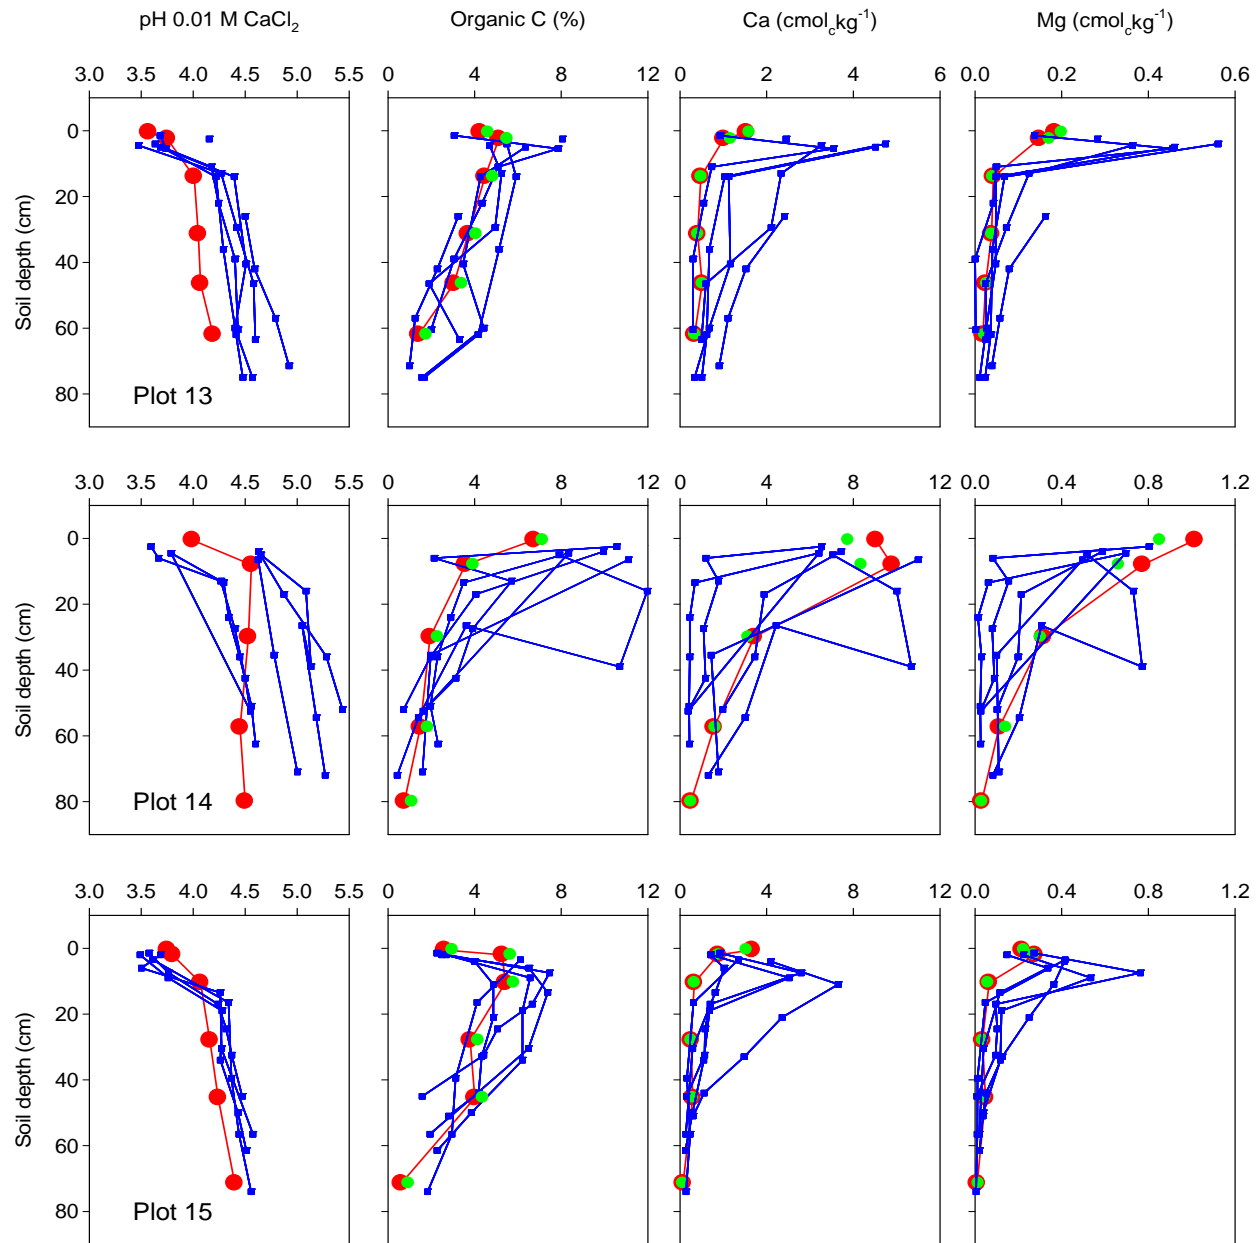 pH 0.01 M CaCl2 Organic C (%) Ca (cmolckg-1) Mg (cmolckg-1)
3.0 3.5 4.0 4.5 5.0 5.5 0 4 8 12 0 2 4 6 0.0 0.2 0.4 0.6
0
20
40
60
80
Soil depth (cm)
Plot 13
3.0 3.5 4.0 4.5 5.0 5.5 0 4 8 12 0 4 8 12 0.0 0.4 0.8 1.2
0
20
40
60
80
Soil depth (cm)
Plot 14
3.0 3.5 4.0 4.5 5.0 5.5 0 4 8 12 0 4 8 12 0.0 0.4 0.8 1.2
0
20
40
60
80
Soil depth (cm)
Plot 15